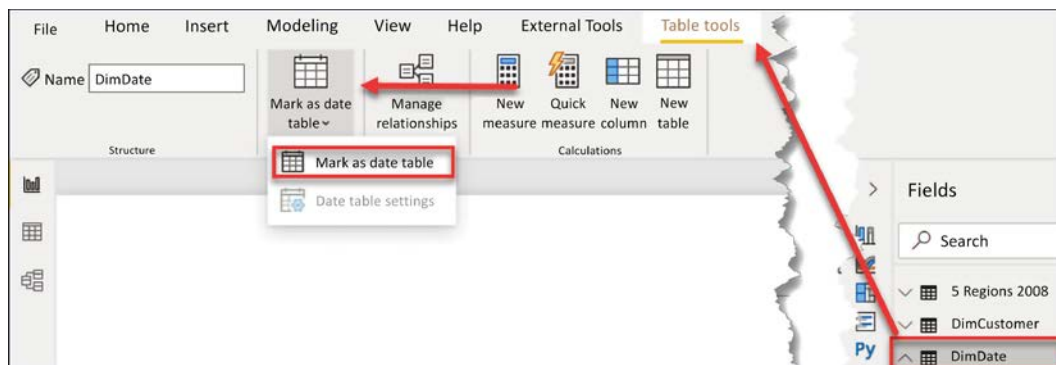 File Home Insert Modeling View Help External Tools Table tools
Name DimDate
Mark as date table
Manage relationships
New measure
Quick measure
New column
New table
Structure
Calculations
Mark as date table
Date table settings
Fields
Search
5 Regions 2008
DimCustomer
DimDate
Py